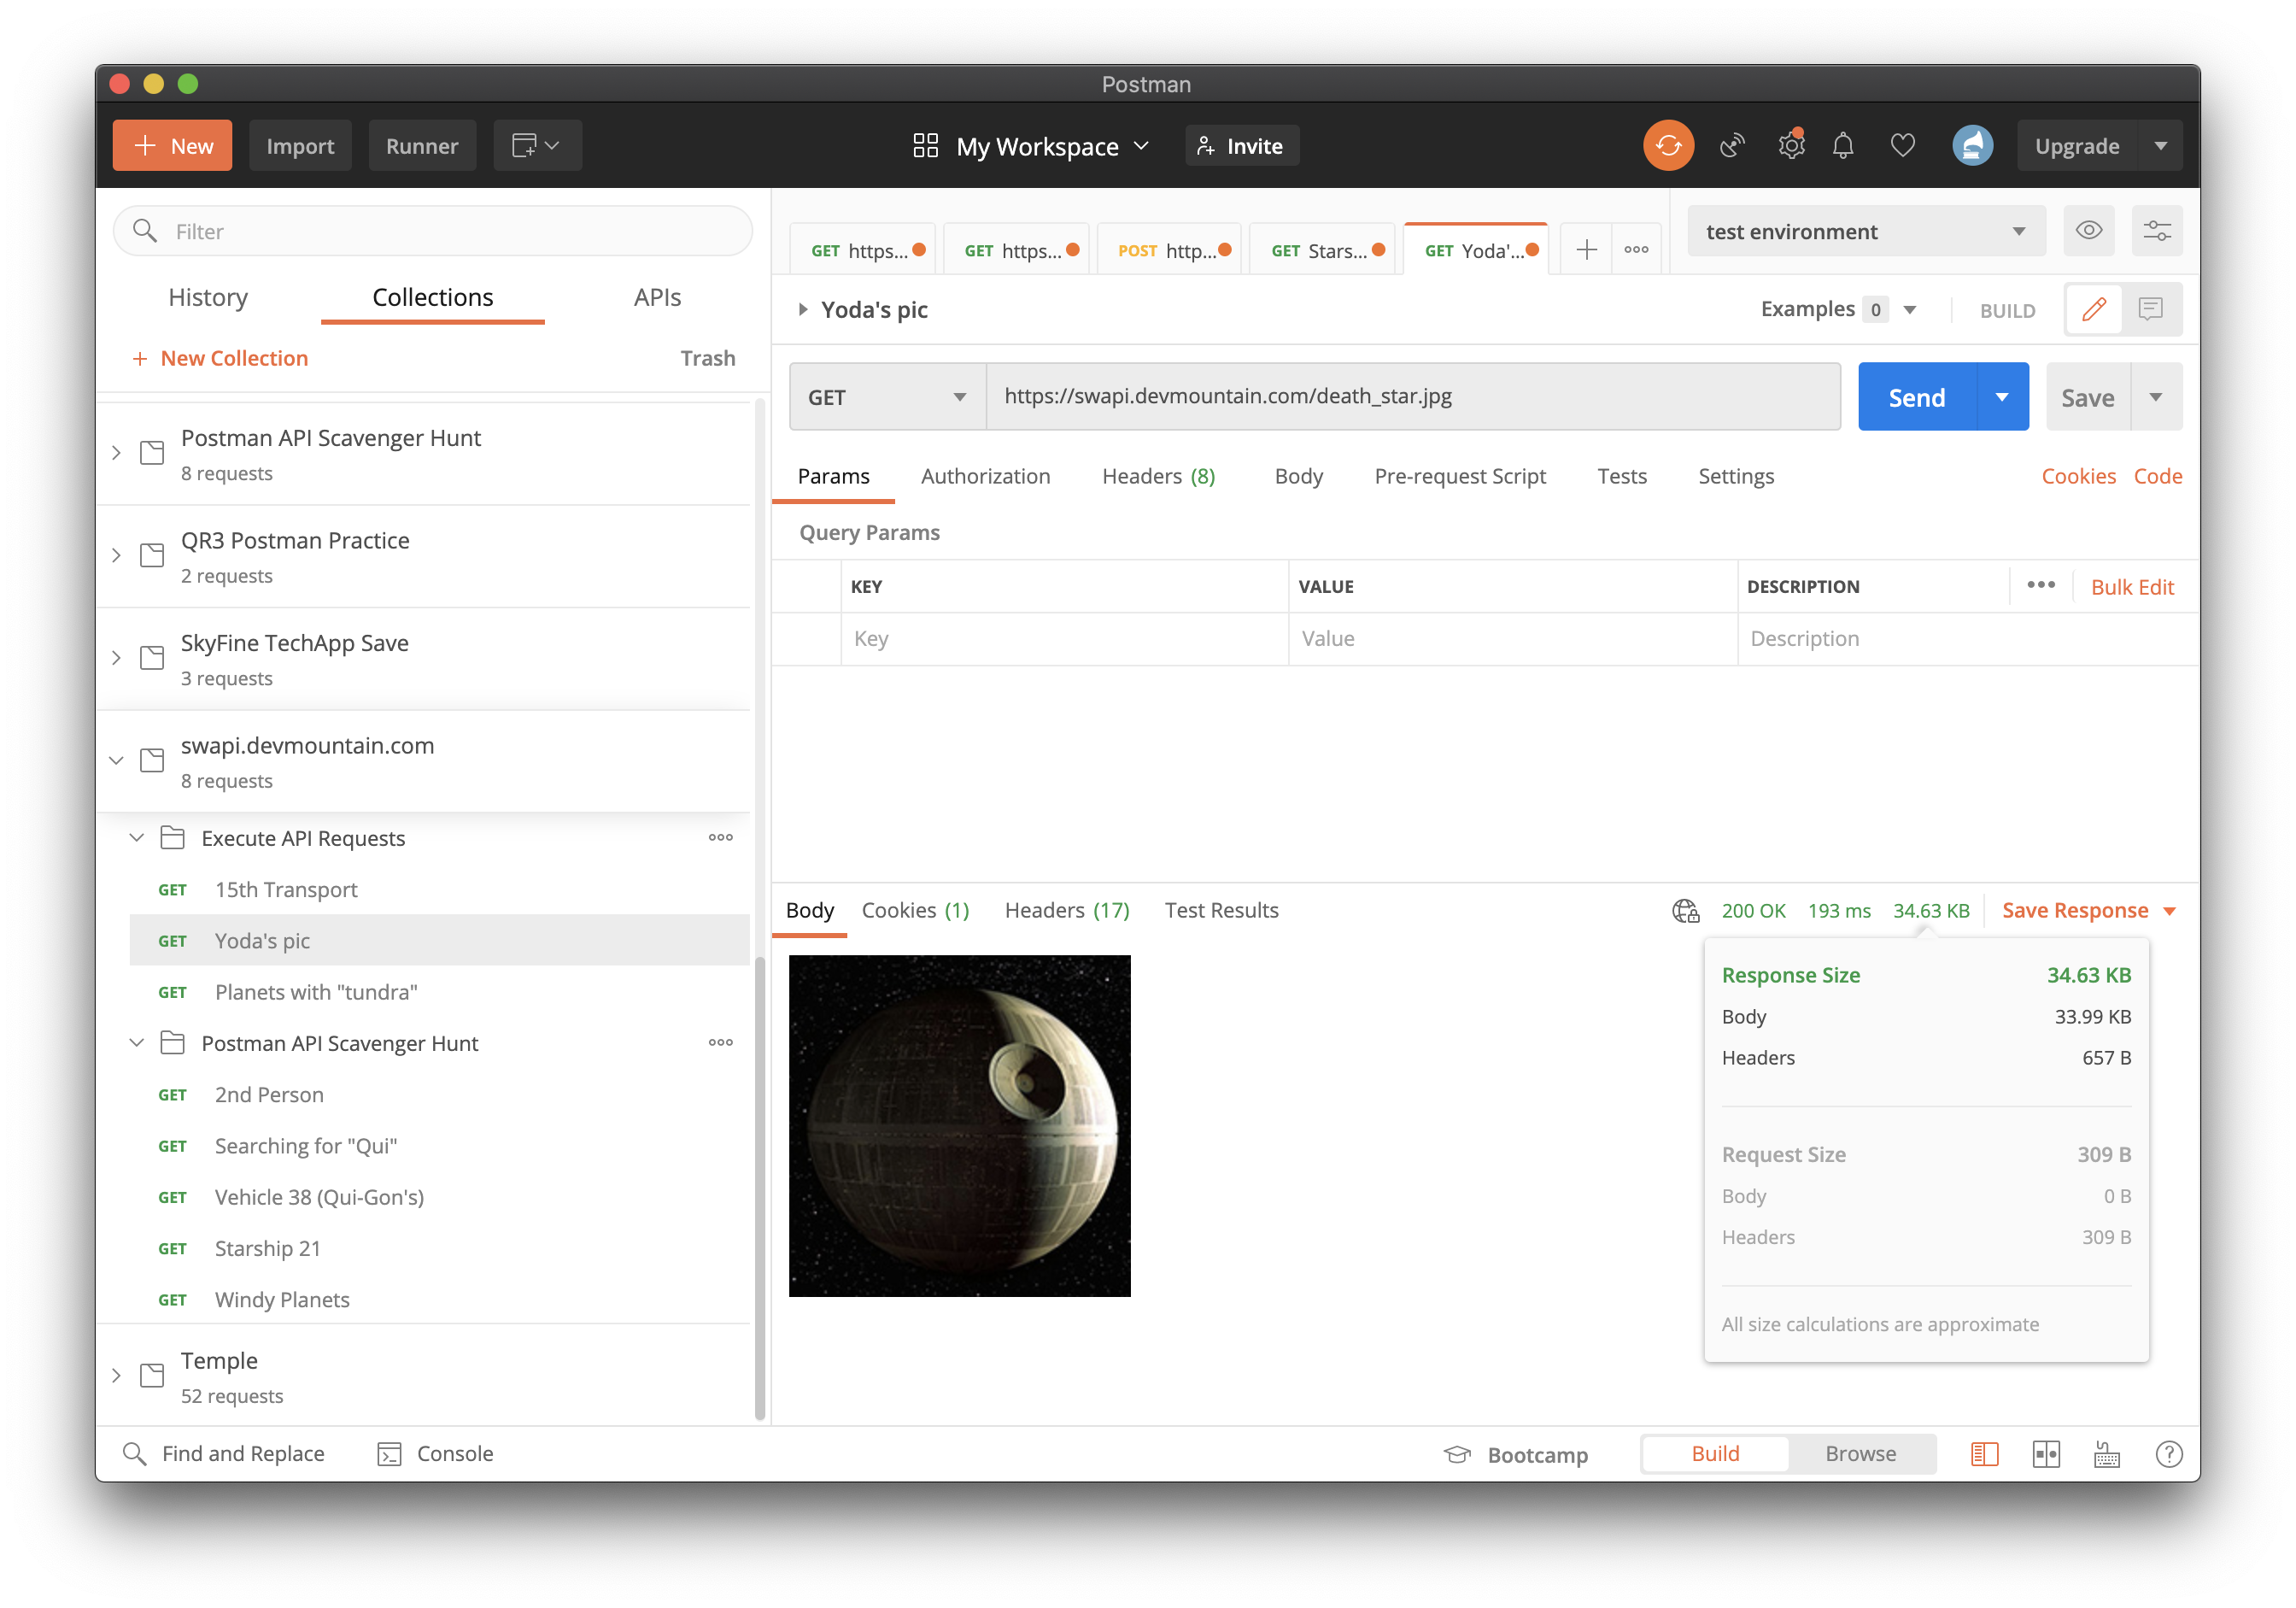 Postman
New
Import
Runner
My Workspace
Invite
Upgrade
Filter
History
Collections
APIs
New Collection
Trash
Postman API Scavenger Hunt
8 requests
QR3 Postman Practice
2 requests
SkyFine TechApp Save
3 requests
swapi.devmountain.com
8 requests
Execute API Requests
GET 15th Transport
GET Yoda's pic
GET Planets with "tundra"
Postman API Scavenger Hunt
GET 2nd Person
GET Searching for "Qui"
GET Vehicle 38 (Qui-Gon's)
GET Starship 21
GET Windy Planets
Temple
52 requests
GET https...
GET https...
POST http...
GET Stars...
GET Yoda'...
test environment
Yoda's pic
Examples 0
BUILD
GET
https://swapi.devmountain.com/death_star.jpg
Send
Save
Params
Authorization
Headers (8)
Body
Pre-request Script
Tests
Settings
Cookies
Code
Query Params
KEY
VALUE
DESCRIPTION
Bulk Edit
Key
Value
Description
Body
Cookies (1)
Headers (17)
Test Results
200 OK
193 ms
34.63 KB
Save Response
Response Size 34.63 KB
Body 33.99 KB
Headers 657 B
Request Size 309 B
Body 0 B
Headers 309 B
All size calculations are approximate
Find and Replace
Console
Bootcamp
Build
Browse